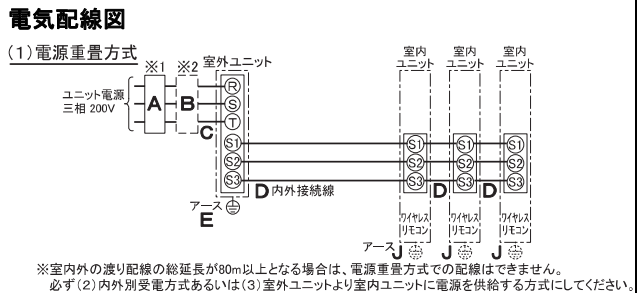 電気配線図
(1)電源重畳方式
※1 ※2 室外ユニット
室内ユニット 室内ユニット 室内ユニット
ユニット電源
三相 200V
A B C
R
S
T
S1 S1 S1 S1
S2 S2 S2 S2
S3 S3 S3 S3
D 内外接続線 D D
アース
E
ワイヤレスリモコン ワイヤレスリモコン ワイヤレスリモコン
アース J J J
※室内外の渡り配線の総延長が80m以上となる場合は、電源重畳方式での配線はできません。
必ず(2)内外別受電方式あるいは(3)室外ユニットより室内ユニットに電源を供給する方式にしてください。